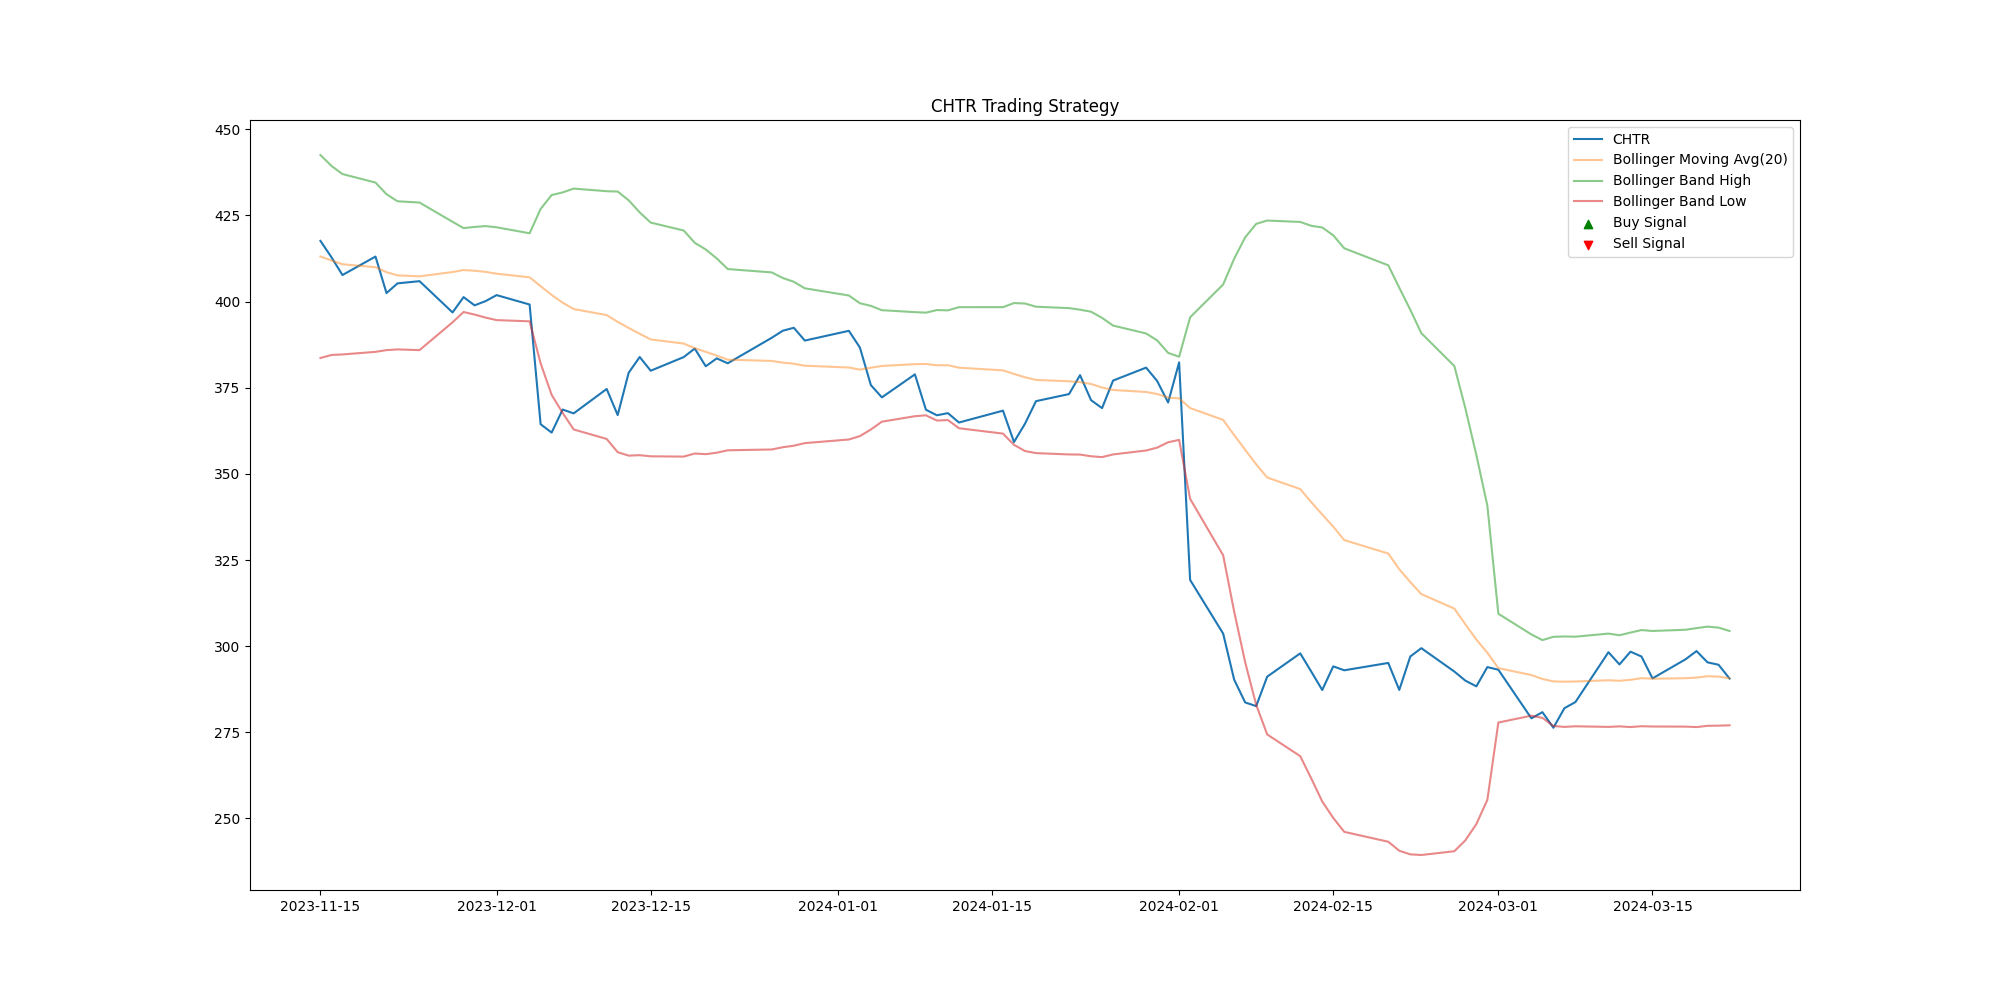 CHTR Trading Strategy
450
425
400
375
350
325
300
275
250
CHTR
Bollinger Moving Avg(20)
Bollinger Band High
Bollinger Band Low
Buy Signal
Sell Signal
2023-11-15
2023-12-01
2023-12-15
2024-01-01
2024-01-15
2024-02-01
2024-02-15
2024-03-01
2024-03-15